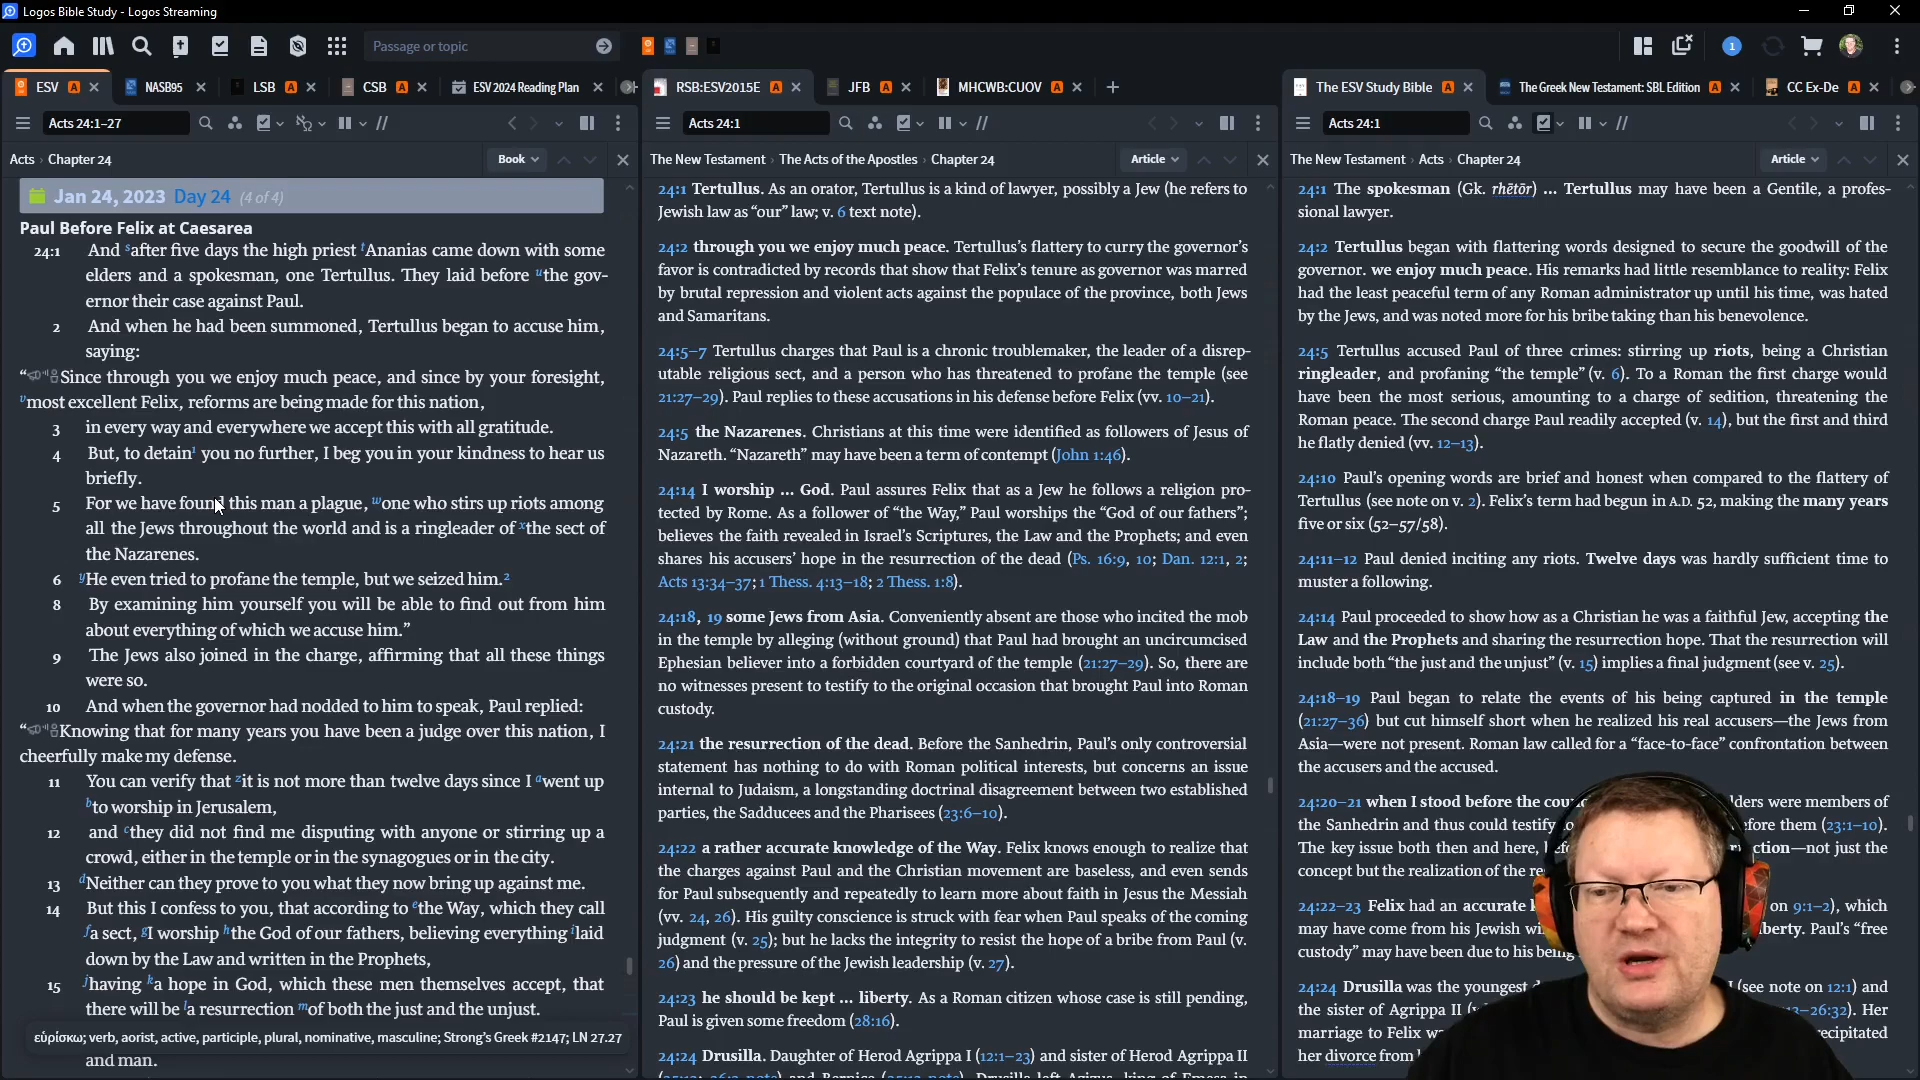 Logos Bible Study - Logos Streaming
Passage or topic
1
ESV A
NASB95
LSB A
CSB A
ESV 2024 Reading Plan
RSB:ESV2015E A
JFB A
MHCWB:CUOV A
The ESV Study Bible A
The Greek New Testament: SBL Edition A
CC Ex-De A
Acts 24:1–27
Acts › Chapter 24
Book
Jan 24, 2023 Day 24 (4 of 4)
Paul Before Felix at Caesarea
24:1 And safter five days the high priest tAnanias came down with some
elders and a spokesman, one Tertullus. They laid before uthe gov-
ernor their case against Paul.
2 And when he had been summoned, Tertullus began to accuse him,
saying:
“Since through you we enjoy much peace, and since by your foresight,
vmost excellent Felix, reforms are being made for this nation,
3 in every way and everywhere we accept this with all gratitude.
4 But, to detain1 you no further, I beg you in your kindness to hear us
briefly.
5 For we have found this man a plague, wone who stirs up riots among
all the Jews throughout the world and is a ringleader of xthe sect of
the Nazarenes.
6 yHe even tried to profane the temple, but we seized him.2
8 By examining him yourself you will be able to find out from him
about everything of which we accuse him.”
9 The Jews also joined in the charge, affirming that all these things
were so.
10 And when the governor had nodded to him to speak, Paul replied:
“Knowing that for many years you have been a judge over this nation, I
cheerfully make my defense.
11 You can verify that zit is not more than twelve days since I awent up
bto worship in Jerusalem,
12 and cthey did not find me disputing with anyone or stirring up a
crowd, either in the temple or in the synagogues or in the city.
13 dNeither can they prove to you what they now bring up against me.
14 But this I confess to you, that according to ethe Way, which they call
fa sect, gI worship hthe God of our fathers, believing everything ilaid
down by the Law and written in the Prophets,
15 jhaving ka hope in God, which these men themselves accept, that
there will be la resurrection mof both the just and the unjust.
εὑρίσκω; verb, aorist, active, participle, plural, nominative, masculine; Strong’s Greek #2147; LN 27.27
and man.
Acts 24:1
The New Testament › The Acts of the Apostles › Chapter 24
Article
24:1 Tertullus. As an orator, Tertullus is a kind of lawyer, possibly a Jew (he refers to
Jewish law as “our” law; v. 6 text note).
24:2 through you we enjoy much peace. Tertullus’s flattery to curry the governor’s
favor is contradicted by records that show that Felix’s tenure as governor was marred
by brutal repression and violent acts against the populace of the province, both Jews
and Samaritans.
24:5–7 Tertullus charges that Paul is a chronic troublemaker, the leader of a disrep-
utable religious sect, and a person who has threatened to profane the temple (see
21:27–29). Paul replies to these accusations in his defense before Felix (vv. 10–21).
24:5 the Nazarenes. Christians at this time were identified as followers of Jesus of
Nazareth. “Nazareth” may have been a term of contempt (John 1:46).
24:14 I worship ... God. Paul assures Felix that as a Jew he follows a religion pro-
tected by Rome. As a follower of “the Way,” Paul worships the “God of our fathers”;
believes the faith revealed in Israel’s Scriptures, the Law and the Prophets; and even
shares his accusers’ hope in the resurrection of the dead (Ps. 16:9, 10; Dan. 12:1, 2;
Acts 13:34–37; 1 Thess. 4:13–18; 2 Thess. 1:8).
24:18, 19 some Jews from Asia. Conveniently absent are those who incited the mob
in the temple by alleging (without ground) that Paul had brought an uncircumcised
Ephesian believer into a forbidden courtyard of the temple (21:27–29). So, there are
no witnesses present to testify to the original occasion that brought Paul into Roman
custody.
24:21 the resurrection of the dead. Before the Sanhedrin, Paul’s only controversial
statement has nothing to do with Roman political interests, but concerns an issue
internal to Judaism, a longstanding doctrinal disagreement between two established
parties, the Sadducees and the Pharisees (23:6–10).
24:22 a rather accurate knowledge of the Way. Felix knows enough to realize that
the charges against Paul and the Christian movement are baseless, and even sends
for Paul subsequently and repeatedly to learn more about faith in Jesus the Messiah
(vv. 24, 26). His guilty conscience is struck with fear when Paul speaks of the coming
judgment (v. 25); but he lacks the integrity to resist the hope of a bribe from Paul (v.
26) and the pressure of the Jewish leadership (v. 27).
24:23 he should be kept ... liberty. As a Roman citizen whose case is still pending,
Paul is given some freedom (28:16).
24:24 Drusilla. Daughter of Herod Agrippa I (12:1–23) and sister of Herod Agrippa II
Acts 24:1
The New Testament › Acts › Chapter 24
Article
24:1 The spokesman (Gk. rhētōr) ... Tertullus may have been a Gentile, a profes-
sional lawyer.
24:2 Tertullus began with flattering words designed to secure the goodwill of the
governor. we enjoy much peace. His remarks had little resemblance to reality: Felix
had the least peaceful term of any Roman administrator up until his time, was hated
by the Jews, and was noted more for his bribe taking than his benevolence.
24:5 Tertullus accused Paul of three crimes: stirring up riots, being a Christian
ringleader, and profaning “the temple” (v. 6). To a Roman the first charge would
have been the most serious, amounting to a charge of sedition, threatening the
Roman peace. The second charge Paul readily accepted (v. 14), but the first and third
he flatly denied (vv. 12–13).
24:10 Paul’s opening words are brief and honest when compared to the flattery of
Tertullus (see note on v. 2). Felix’s term had begun in A.D. 52, making the many years
five or six (52–57/58).
24:11–12 Paul denied inciting any riots. Twelve days was hardly sufficient time to
muster a following.
24:14 Paul proceeded to show how as a Christian he was a faithful Jew, accepting the
Law and the Prophets and sharing the resurrection hope. That the resurrection will
include both “the just and the unjust” (v. 15) implies a final judgment (see v. 25).
24:18–19 Paul began to relate the events of his being captured in the temple
(21:27–36) but cut himself short when he realized his real accusers—the Jews from
Asia—were not present. Roman law called for a “face-to-face” confrontation between
the accusers and the accused.
24:20–21 when I stood before the coun lders were members of
the Sanhedrin and thus could testify efore them (23:1–10).
The key issue both then and here, ction—not just the
concept but the realization of the re
24:22–23 Felix had an accurate on 9:1–2), which
may have come from his Jewish wi iberty. Paul’s “free
custody” may have been due to his being
24:24 Drusilla was the youngest (see note on 12:1) and
the sister of Agrippa II 3–26:32). Her
marriage to Felix wa ecipitated
her divorce from